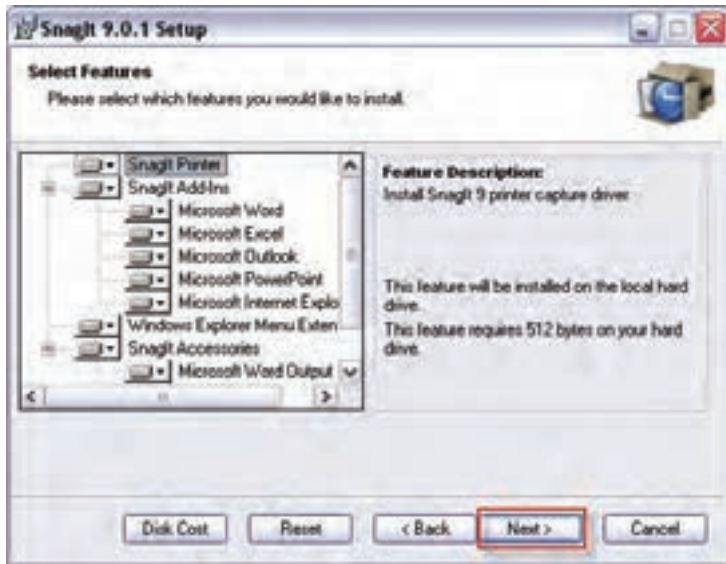 SnagIt 9.0.1 Setup
Select Features
Please select which features you would like to install.
SnagIt Printer
SnagIt Add-Ins
Microsoft Word
Microsoft Excel
Microsoft Outlook
Microsoft PowerPoint
Microsoft Internet Explo
Windows Explorer Menu Exten
SnagIt Accessories
Microsoft Word Output
Feature Description:
Install SnagIt 9 printer capture driver
This feature will be installed on the local hard
drive.
This feature requires 512 bytes on your hard
drive.
Disk Cost
Reset
< Back
Next >
Cancel